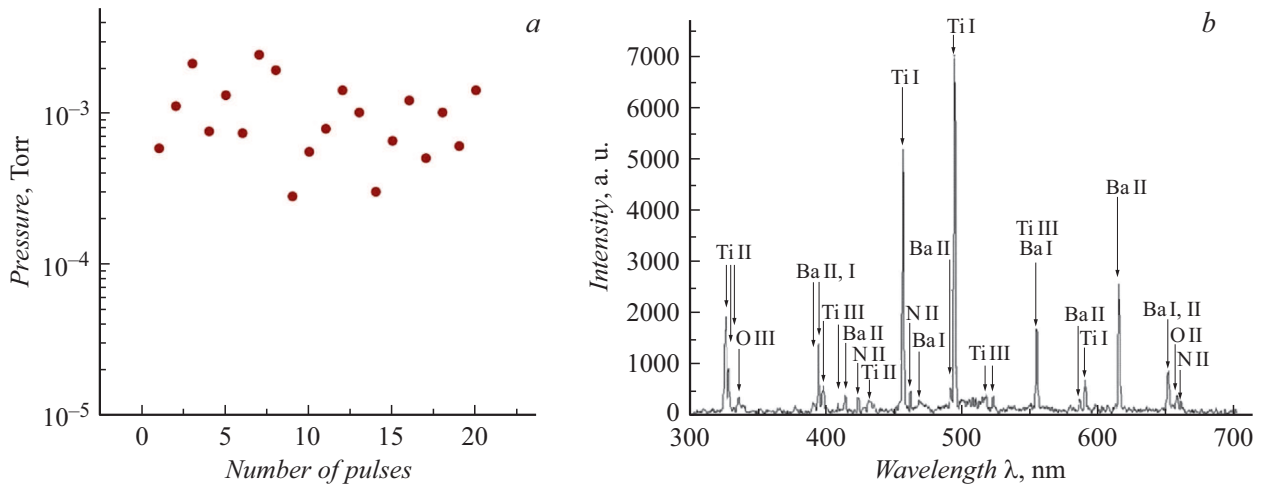 a
Pressure, Torr
10⁻³
10⁻⁴
10⁻⁵
0 5 10 15 20
Number of pulses
b
Intensity, a. u.
7000
6000
5000
4000
3000
2000
1000
0
300 400 500 600 700
Wavelength λ, nm
Ti II
O III
Ba II, I
Ti III
Ba II
N II
Ti II
Ti I
N II
Ba I
Ba II
Ti I
Ti III
Ti III
Ba I
Ba II
Ti I
Ba II
Ba I, II
O II
N II